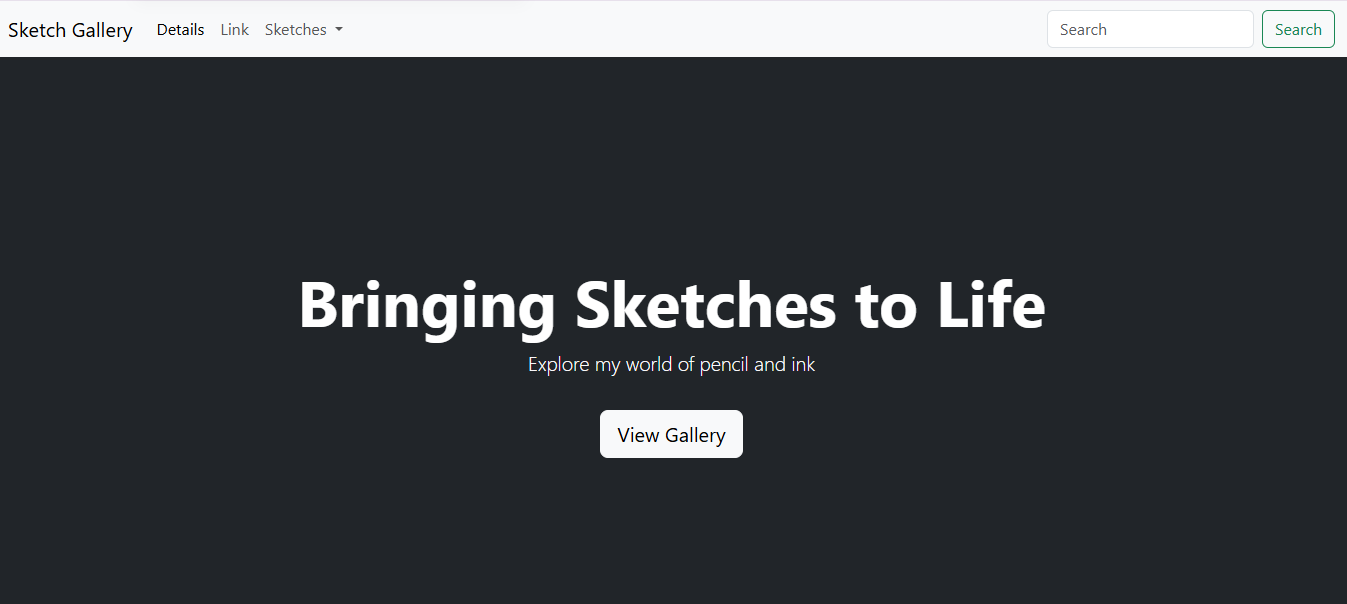 Sketch Gallery Details Link Sketches Search Search
Bringing Sketches to Life
Explore my world of pencil and ink
View Gallery